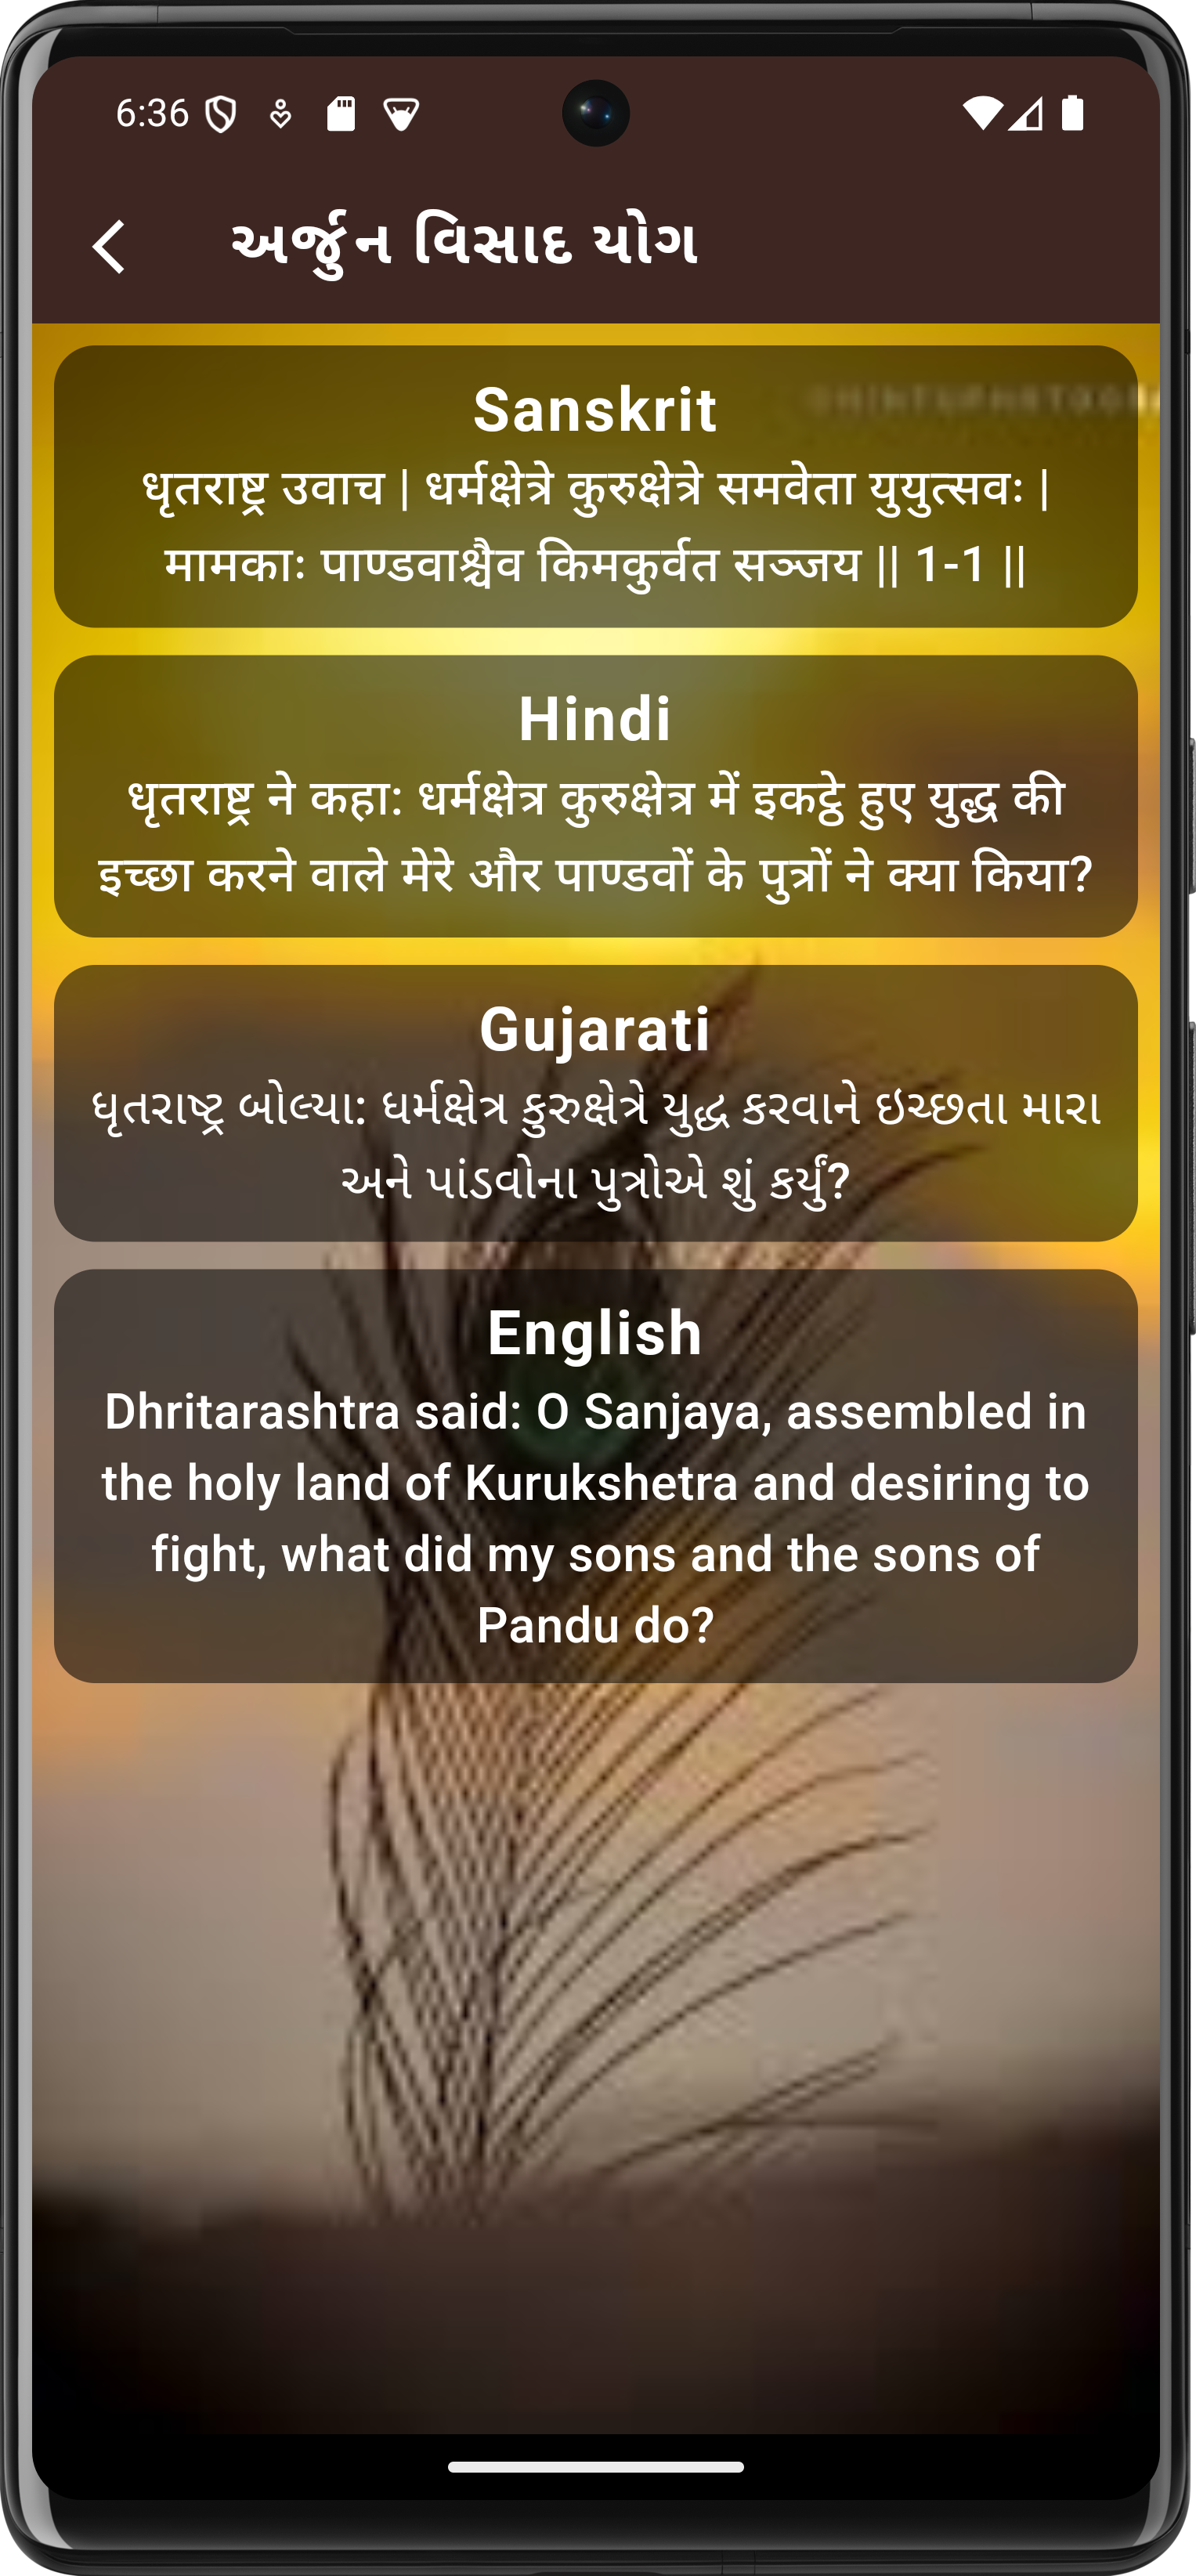 6:36
અર્જુન વિસાદ યોગ
Sanskrit
धृतराष्ट्र उवाच | धर्मक्षेत्रे कुरुक्षेत्रे समवेता युयुत्सवः |
मामकाः पाण्डवाश्चैव किमकुर्वत सञ्जय || 1-1 ||
Hindi
धृतराष्ट्र ने कहा: धर्मक्षेत्र कुरुक्षेत्र में इकट्ठे हुए युद्ध की
इच्छा करने वाले मेरे और पाण्डवों के पुत्रों ने क्या किया?
Gujarati
ધૃતરાષ્ટ્ર બોલ્યા: ધર્મક્ષેત્ર કુરુક્ષેત્રે યુદ્ધ કરવાને ઇચ્છતા મારા
અને પાંડવોના પુત્રોએ શું કર્યું?
English
Dhritarashtra said: O Sanjaya, assembled in
the holy land of Kurukshetra and desiring to
fight, what did my sons and the sons of
Pandu do?